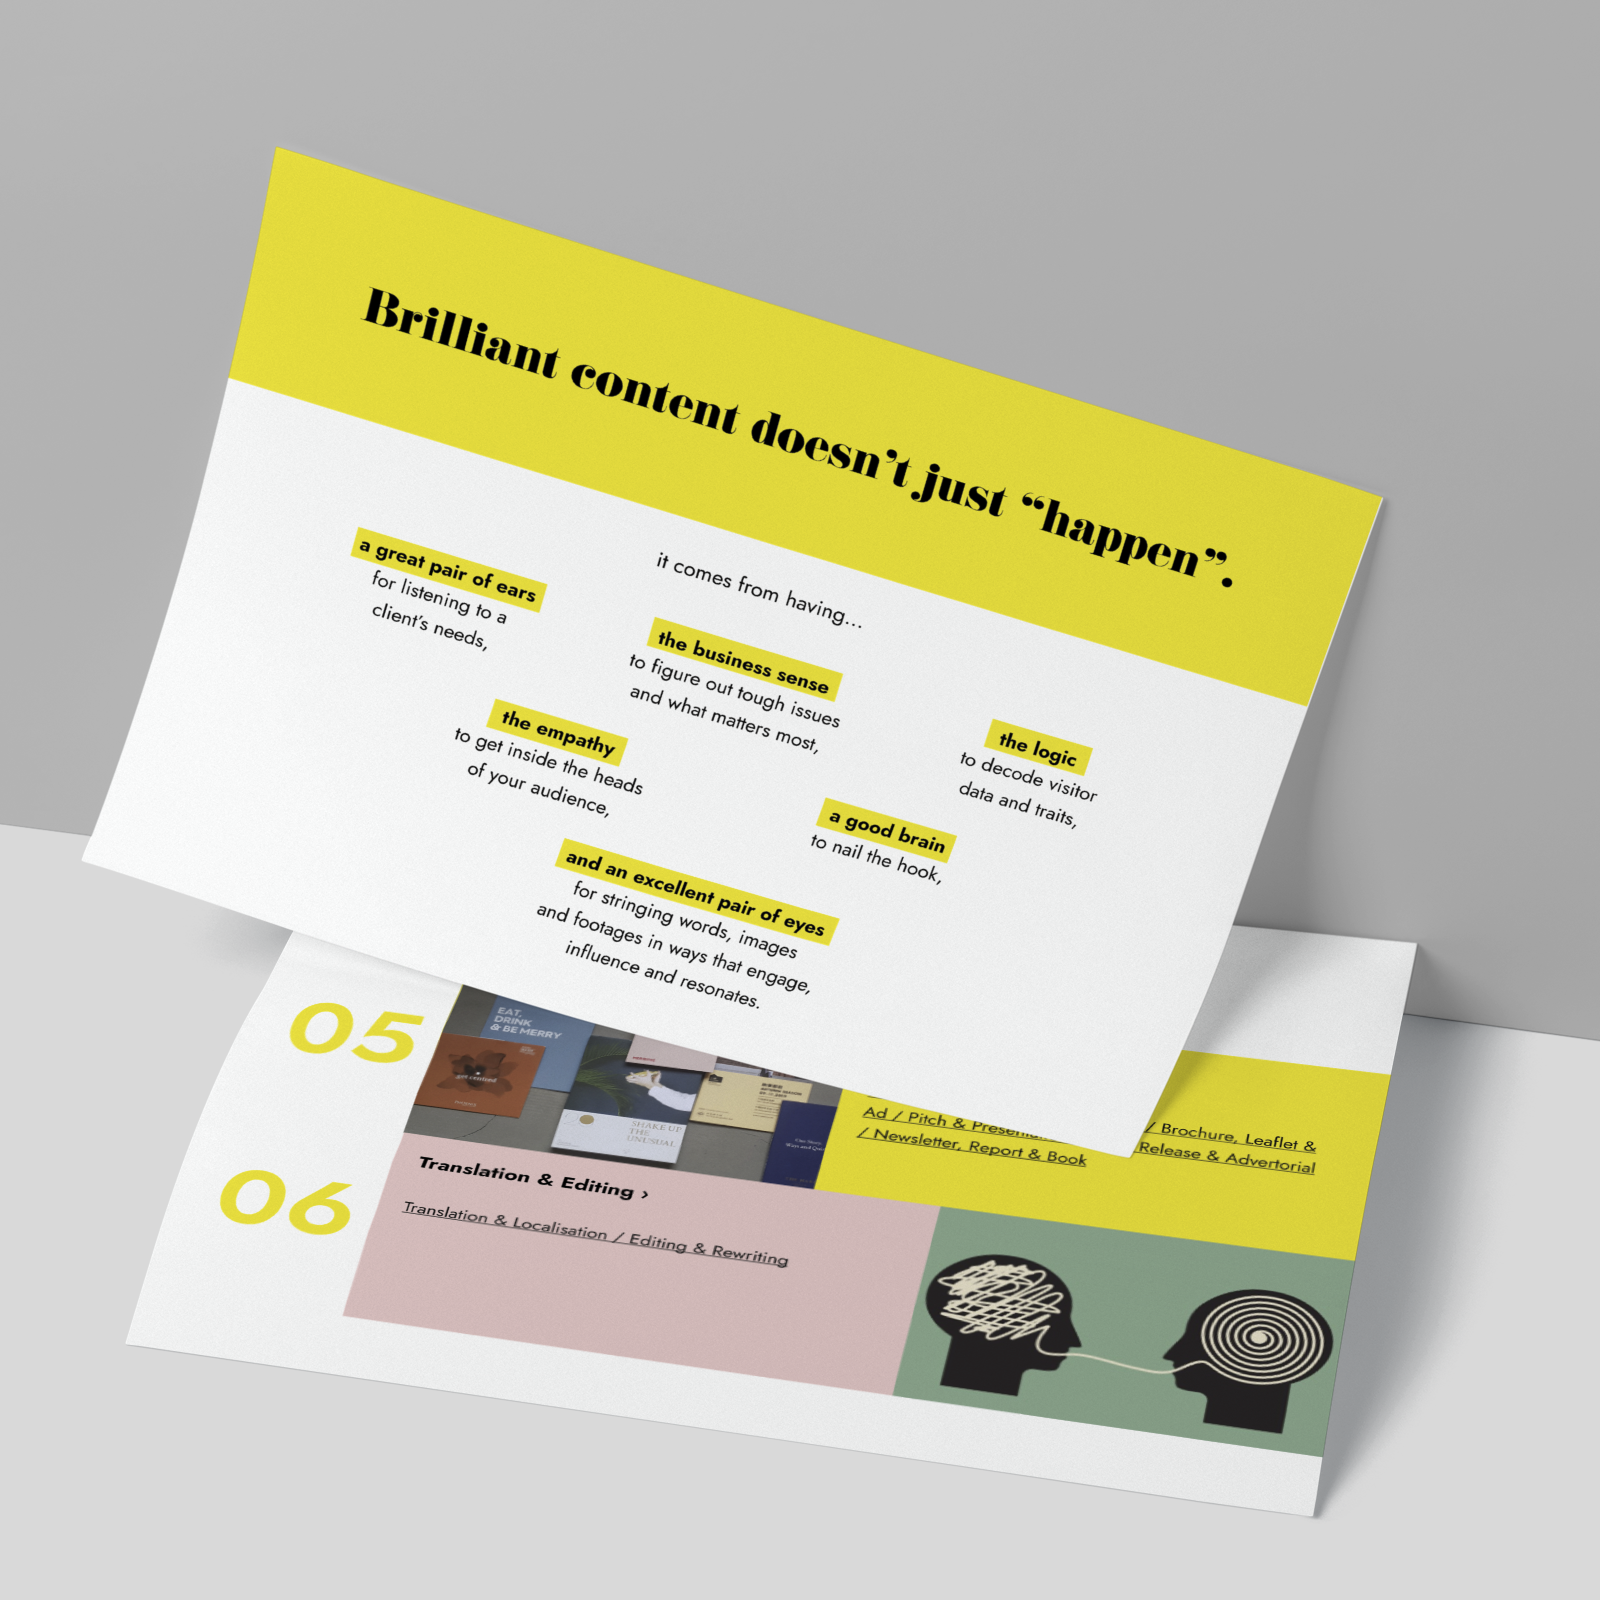 Brilliant content doesn’t just “happen”.
it comes from having...
a great pair of ears
for listening to a
client’s needs,
the business sense
to figure out tough issues
and what matters most,
the logic
to decode visitor
data and traits,
the empathy
to get inside the heads
of your audience,
a good brain
to nail the hook,
and an excellent pair of eyes
for stringing words, images
and footages in ways that engage,
influence and resonates.
05
EAT,
DRINK
& BE MERRY
get centred
SHAKE UP
THE
UNUSUAL
Ad / Pitch & / Brochure, Leaflet &
/ Newsletter, Report & Book Release & Advertorial
06
Translation & Editing ›
Translation & Localisation / Editing & Rewriting